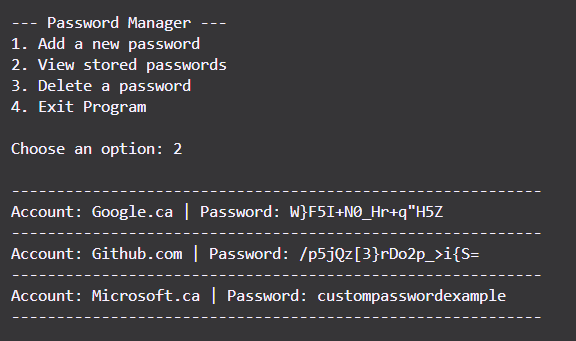 --- Password Manager ---
1. Add a new password
2. View stored passwords
3. Delete a password
4. Exit Program
Choose an option: 2
-----------------------------------------------------------
Account: Google.ca | Password: W}F5I+N0_Hr+q"H5Z
-----------------------------------------------------------
Account: Github.com | Password: /p5jQz[3}rDo2p_>i{S=
-----------------------------------------------------------
Account: Microsoft.ca | Password: custompasswordexample
-----------------------------------------------------------